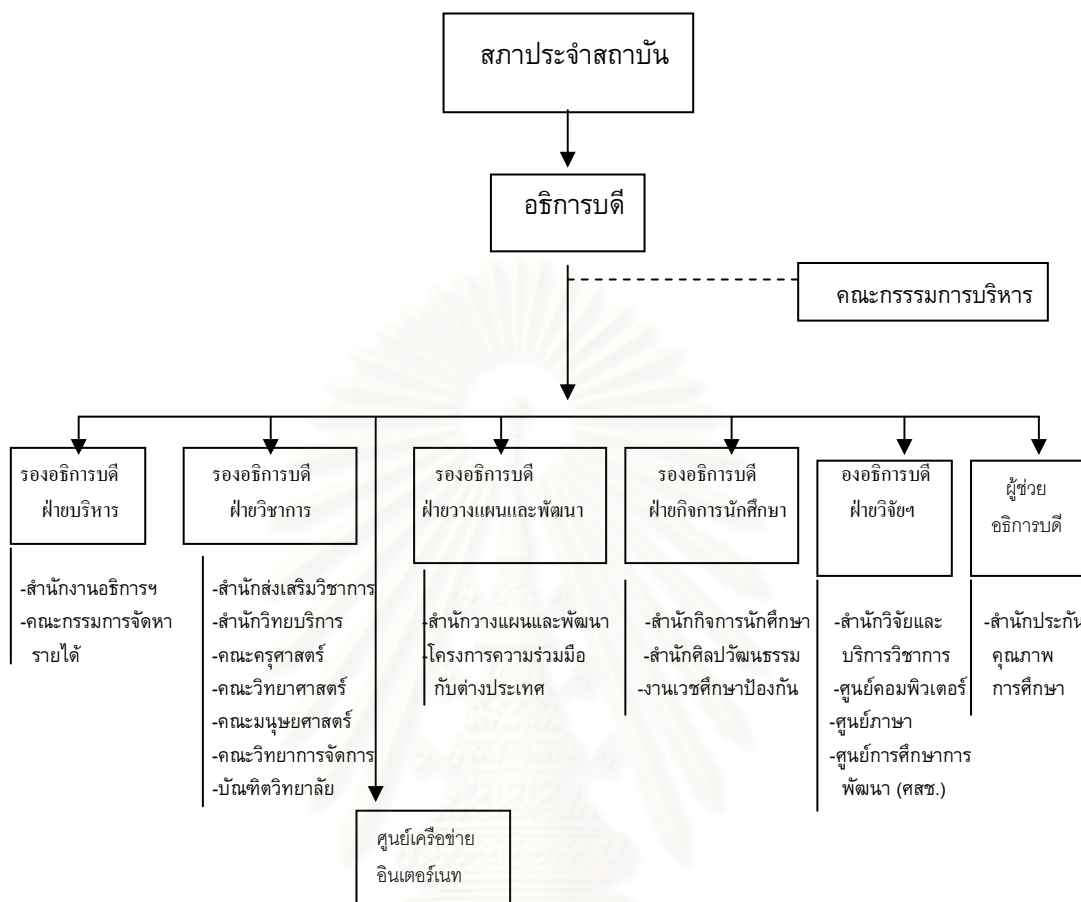 สภาประจำสถาบัน
อธิการบดี
คณะกรรรมการบริหาร
รองอธิการบดี
ฝ่ายบริหาร
รองอธิการบดี
ฝ่ายวิชาการ
รองอธิการบดี
ฝ่ายวางแผนและพัฒนา
รองอธิการบดี
ฝ่ายกิจการนักศึกษา
องอธิการบดี
ฝ่ายวิจัยฯ
ผู้ช่วย
อธิการบดี
-สำนักงานอธิการฯ
-คณะกรรมการจัดหา
รายได้
-สำนักส่งเสริมวิชาการ
-สำนักวิทยบริการ
-คณะครุศาสตร์
-คณะวิทยาศาสตร์
-คณะมนุษยศาสตร์
-คณะวิทยาการจัดการ
-บัณฑิตวิทยาลัย
-สำนักวางแผนและพัฒนา
-โครงการความร่วมมือ
กับต่างประเทศ
-สำนักกิจการนักศึกษา
-สำนักศิลปวัฒนธรรม
-งานเวชศึกษาป้องกัน
-สำนักวิจัยและ
บริการวิชาการ
-ศูนย์คอมพิวเตอร์
-ศูนย์ภาษา
-ศูนย์การศึกษาการ
พัฒนา (ศสช.)
-สำนักประกัน
คุณภาพ
การศึกษา
ศูนย์เครือข่าย
อินเตอร์เนท